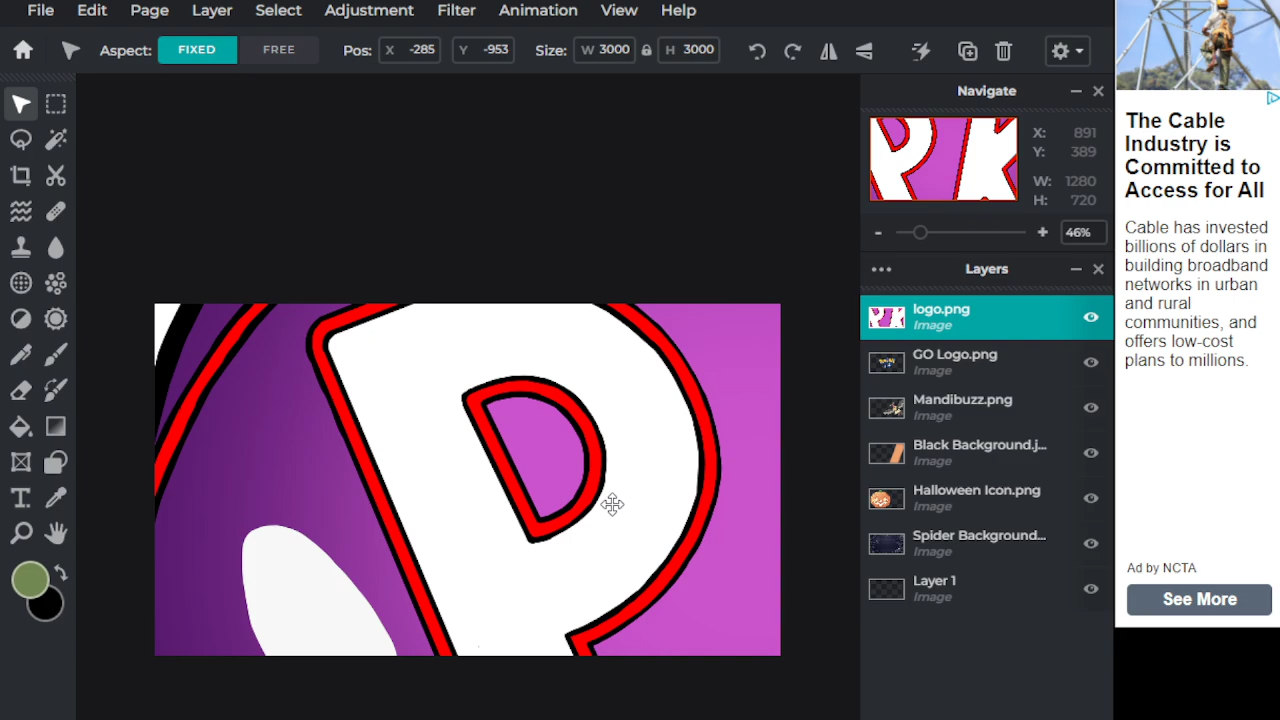 File Edit Page Layer Select Adjustment Filter Animation View Help
Aspect: FIXED FREE Pos: X -285 Y -953 Size: W 3000 H 3000
Navigate
X: 891
Y: 389
W: 1280
H: 720
- + 46%
Layers
logo.png
Image
GO Logo.png
Image
Mandibuzz.png
Image
Black Background.j...
Image
Halloween Icon.png
Image
Spider Background...
Image
Layer 1
Image
P
The Cable
Industry is
Committed to
Access for All
Cable has invested
billions of dollars in
building broadband
networks in urban
and rural
communities, and
offers low-cost
plans to millions.
Ad by NCTA
See More